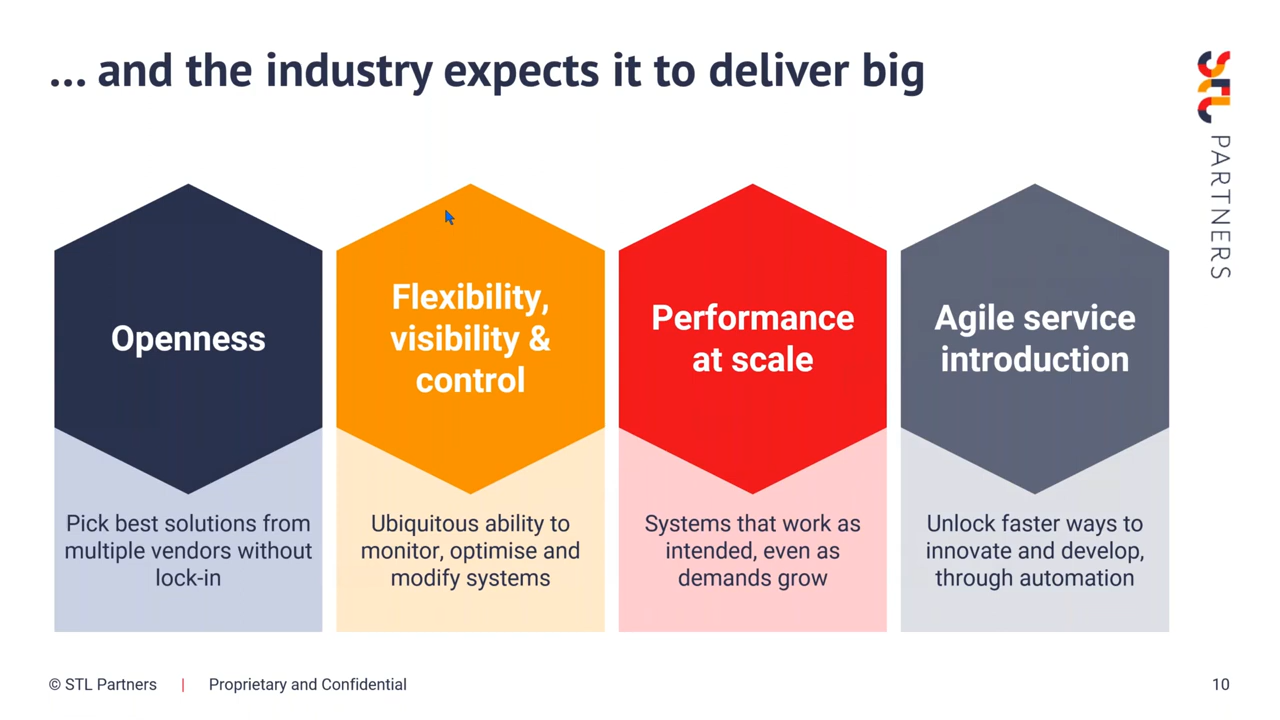 ... and the industry expects it to deliver big
STL PARTNERS
Openness
Flexibility,
visibility &
control
Performance
at scale
Agile service
introduction
Pick best solutions from
multiple vendors without
lock-in
Ubiquitous ability to
monitor, optimise and
modify systems
Systems that work as
intended, even as
demands grow
Unlock faster ways to
innovate and develop,
through automation
© STL Partners | Proprietary and Confidential
10